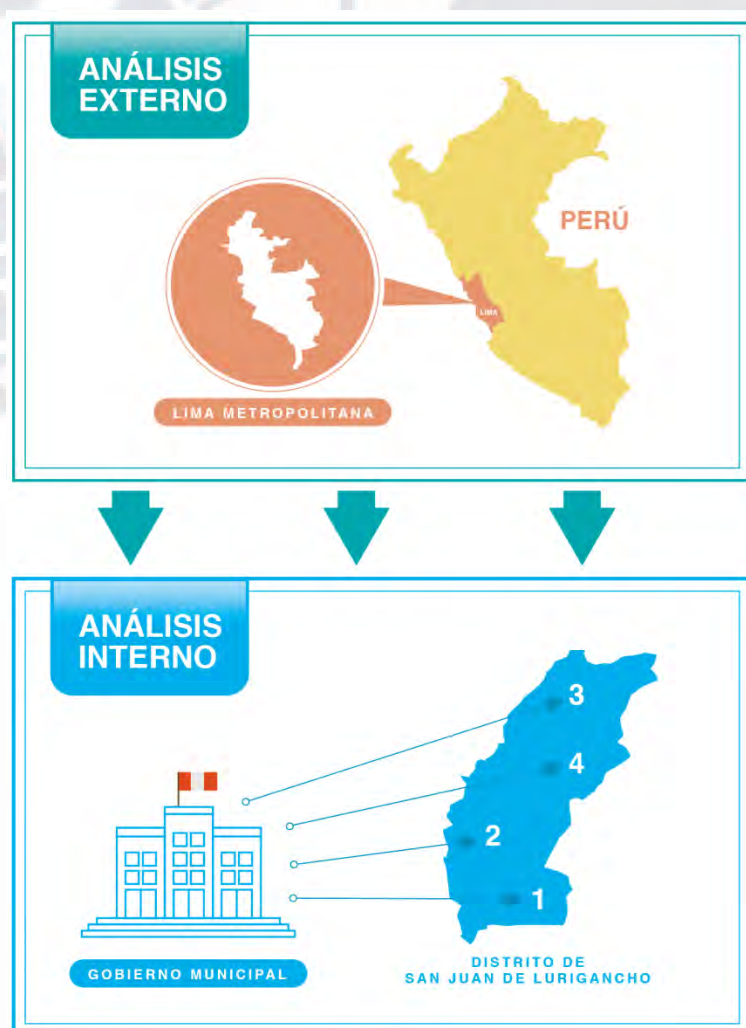 ANÁLISIS
EXTERNO
PERÚ
LIMA
LIMA METROPOLITANA
ANÁLISIS
INTERNO
3
4
2
1
GOBIERNO MUNICIPAL
DISTRITO DE
SAN JUAN DE LURIGANCHO